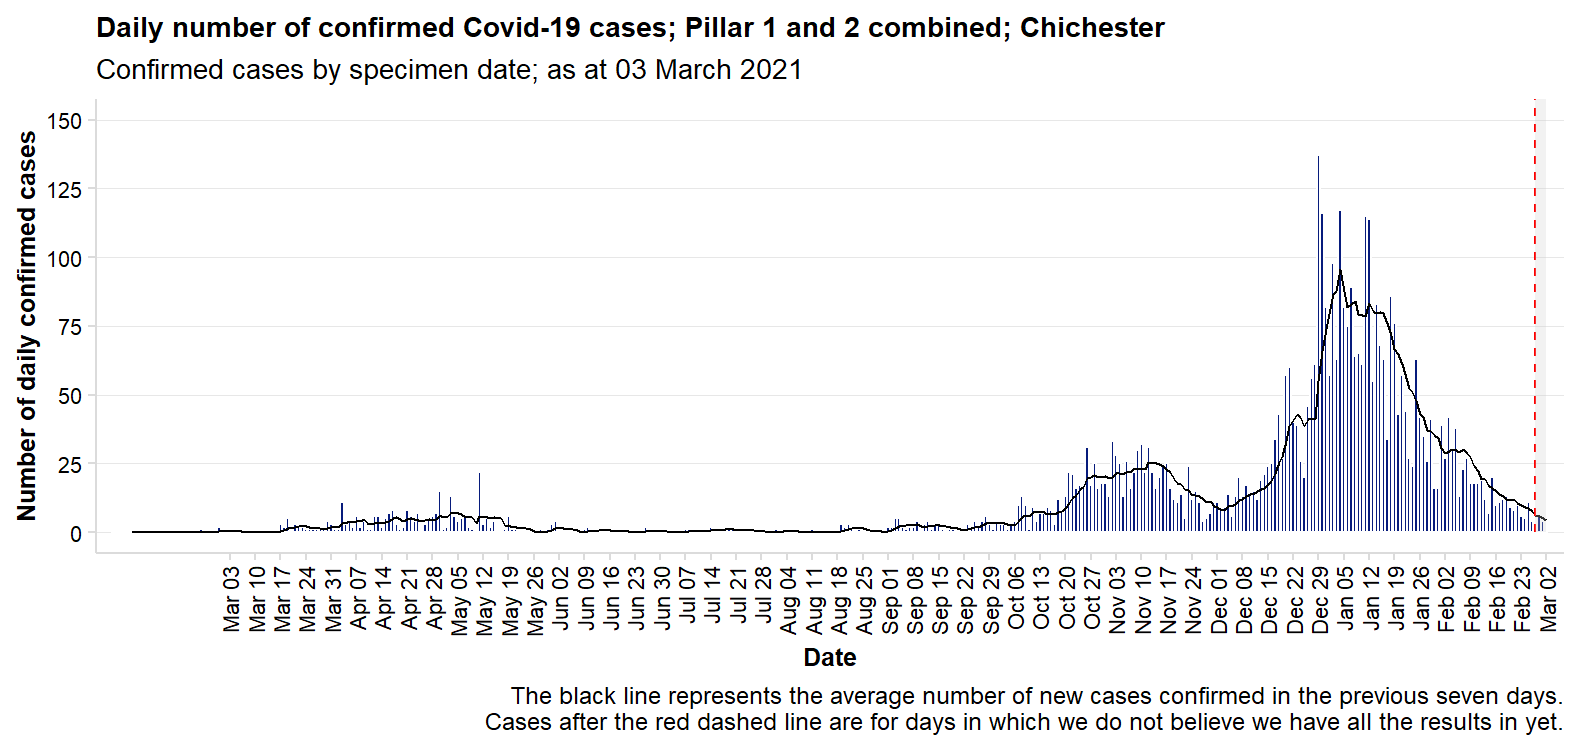 Daily number of confirmed Covid-19 cases; Pillar 1 and 2 combined; Chichester
Confirmed cases by specimen date; as at 03 March 2021
Number of daily confirmed cases
150
125
100
75
50
25
0
Mar 03
Mar 10
Mar 17
Mar 24
Mar 31
Apr 07
Apr 14
Apr 21
Apr 28
May 05
May 12
May 19
May 26
Jun 02
Jun 09
Jun 16
Jun 23
Jun 30
Jul 07
Jul 14
Jul 21
Jul 28
Aug 04
Aug 11
Aug 18
Aug 25
Sep 01
Sep 08
Sep 15
Sep 22
Sep 29
Oct 06
Oct 13
Oct 20
Oct 27
Nov 03
Nov 10
Nov 17
Nov 24
Dec 01
Dec 08
Dec 15
Dec 22
Dec 29
Jan 05
Jan 12
Jan 19
Jan 26
Feb 02
Feb 09
Feb 16
Feb 23
Mar 02
Date
The black line represents the average number of new cases confirmed in the previous seven days.
Cases after the red dashed line are for days in which we do not believe we have all the results in yet.